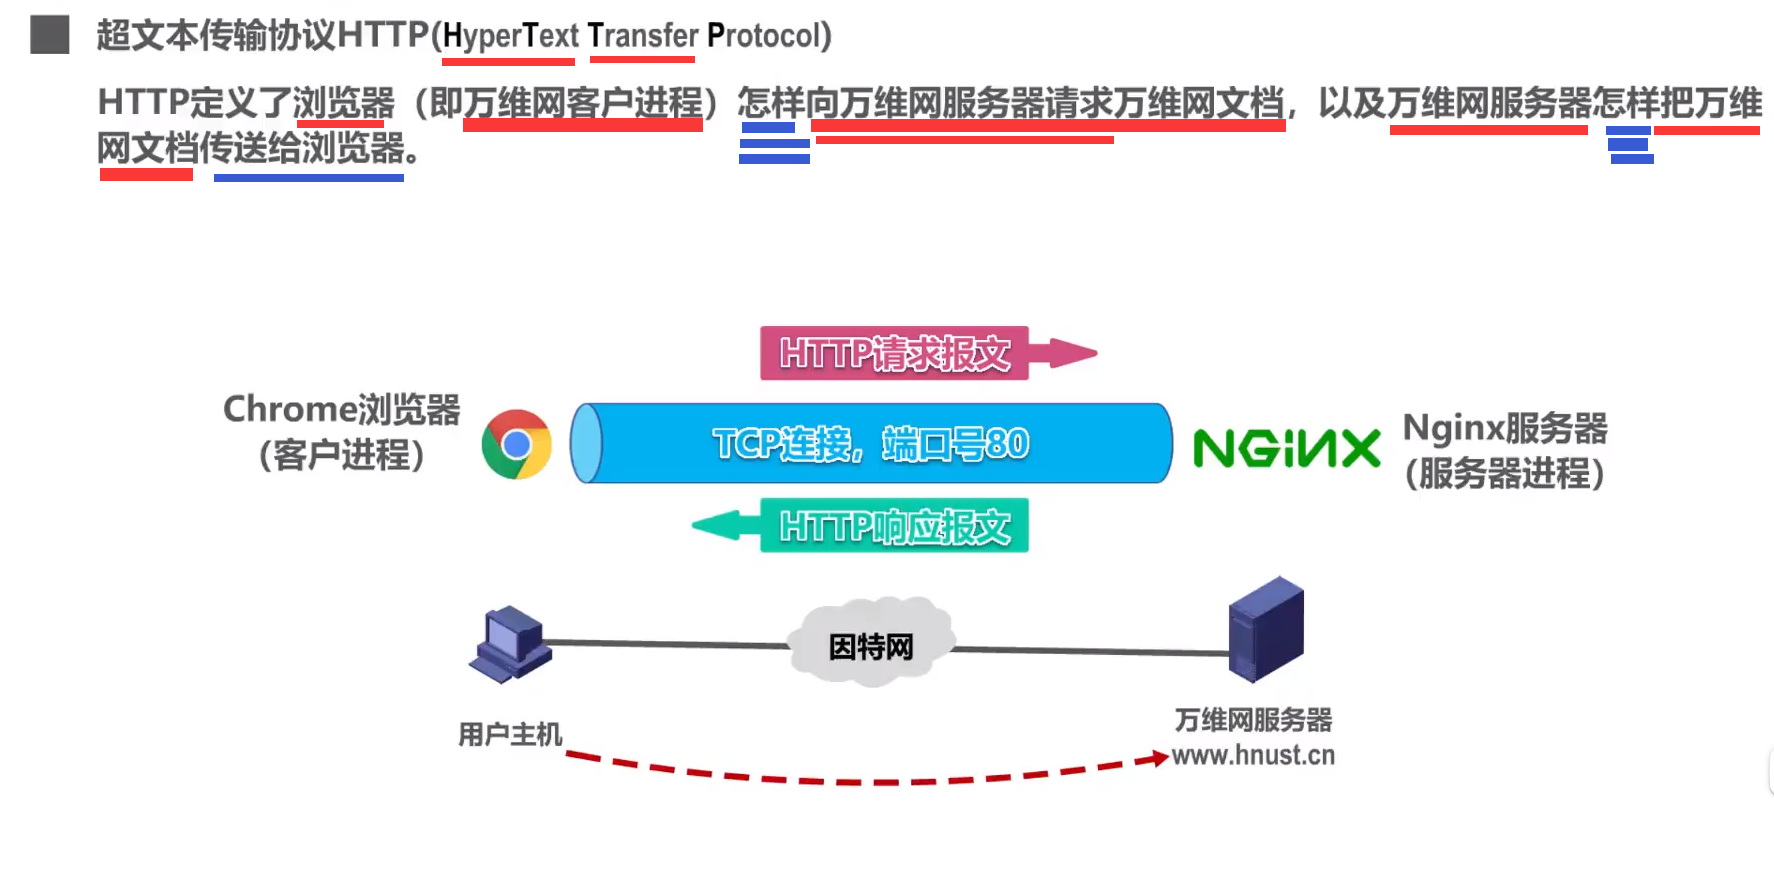 超文本传输协议HTTP(HyperText Transfer Protocol)
HTTP定义了浏览器（即万维网客户进程）怎样向万维网服务器请求万维网文档，以及万维网服务器怎样把万维
网文档传送给浏览器。
HTTP请求报文
Chrome浏览器
（客户进程）
TCP连接，端口号80
NGINX
Nginx服务器
（服务器进程）
HTTP响应报文
因特网
用户主机
万维网服务器
www.hnust.cn